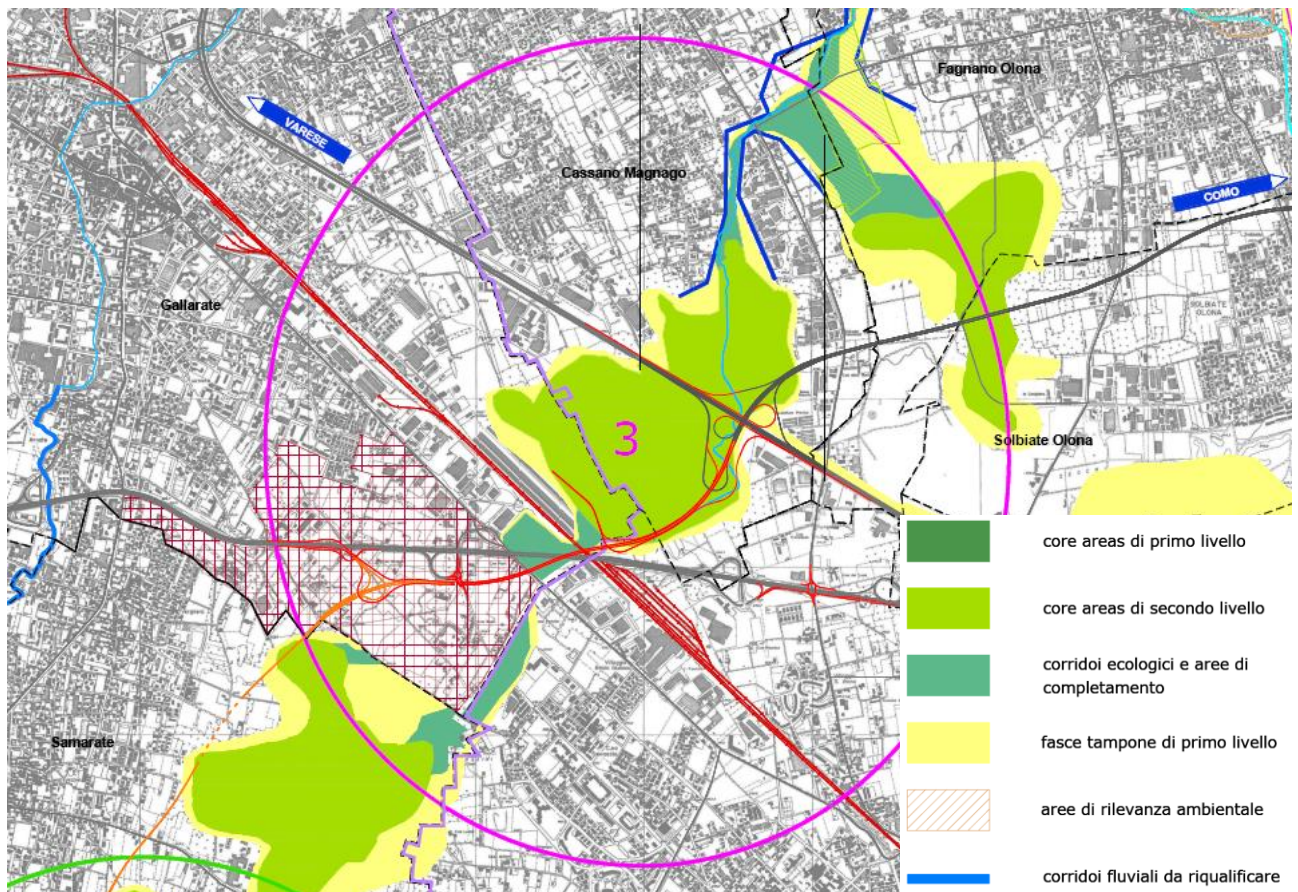 Fagnano Olona
VARESE
Cassano Magnago
COMO
Gallarate
SOLBIATE
OLONA
3
Solbiate Olona
Samarate
core areas di primo livello
core areas di secondo livello
corridoi ecologici e aree di
completamento
fasce tampone di primo livello
aree di rilevanza ambientale
corridoi fluviali da riqualificare